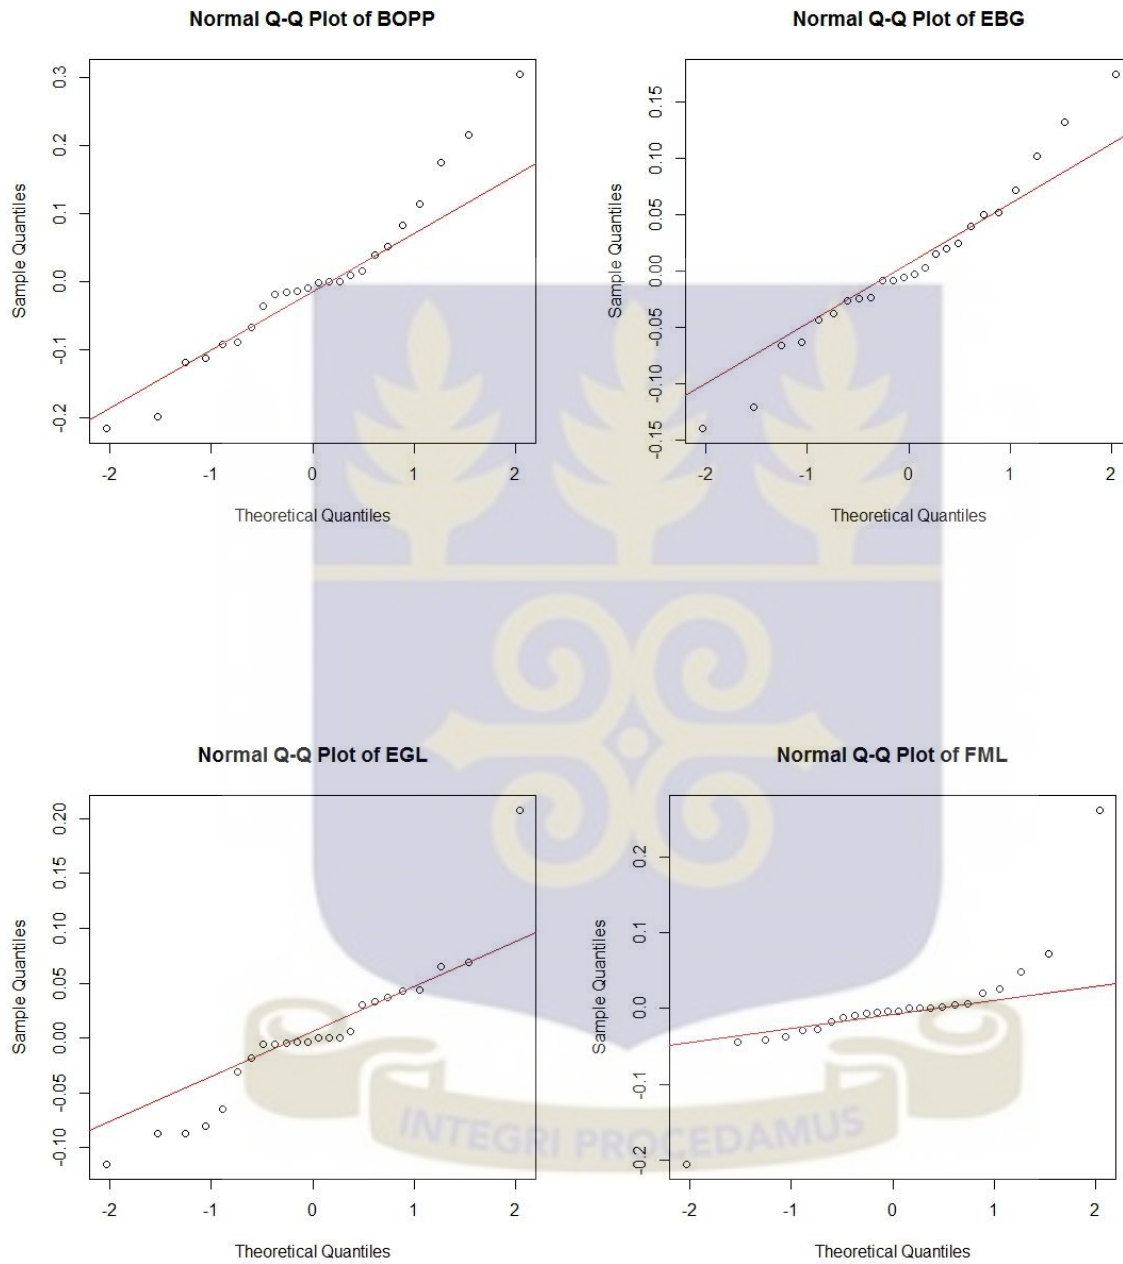 Normal Q-Q Plot of BOPP
Sample Quantiles
0.3
0.2
0.1
0.0
-0.1
-0.2
-2 -1 0 1 2
Theoretical Quantiles
Normal Q-Q Plot of EBG
Sample Quantiles
0.15
0.10
0.05
0.00
-0.05
-0.10
-0.15
-2 -1 0 1 2
Theoretical Quantiles
Normal Q-Q Plot of EGL
Sample Quantiles
0.20
0.15
0.10
0.05
0.00
-0.05
-0.10
-2 -1 0 1 2
Theoretical Quantiles
Normal Q-Q Plot of FML
Sample Quantiles
0.2
0.1
0.0
-0.1
-0.2
-2 -1 0 1 2
Theoretical Quantiles
INTEGRI PROCEDAMUS